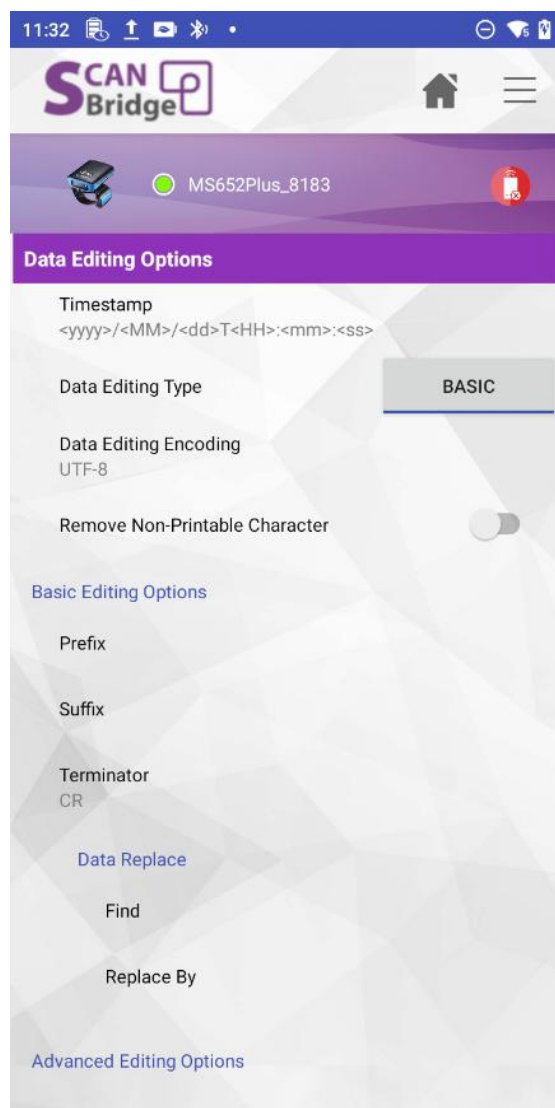 11:32
SCAN
Bridge
MS652Plus_8183
Data Editing Options
Timestamp
<yyyy>/<MM>/<dd>T<HH>:<mm>:<ss>
Data Editing Type
BASIC
Data Editing Encoding
UTF-8
Remove Non-Printable Character
Basic Editing Options
Prefix
Suffix
Terminator
CR
Data Replace
Find
Replace By
Advanced Editing Options